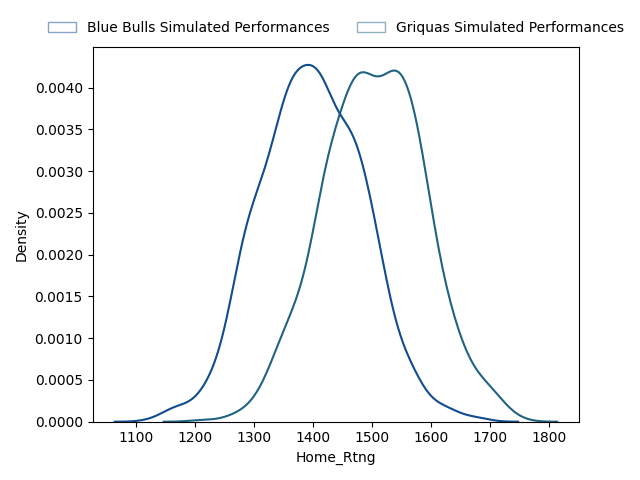 Blue Bulls Simulated Performances Griquas Simulated Performances
0.0040
0.0035
0.0030
0.0025
0.0020
0.0015
0.0010
0.0005
0.0000
Density
1100 1200 1300 1400 1500 1600 1700 1800
Home_Rtng